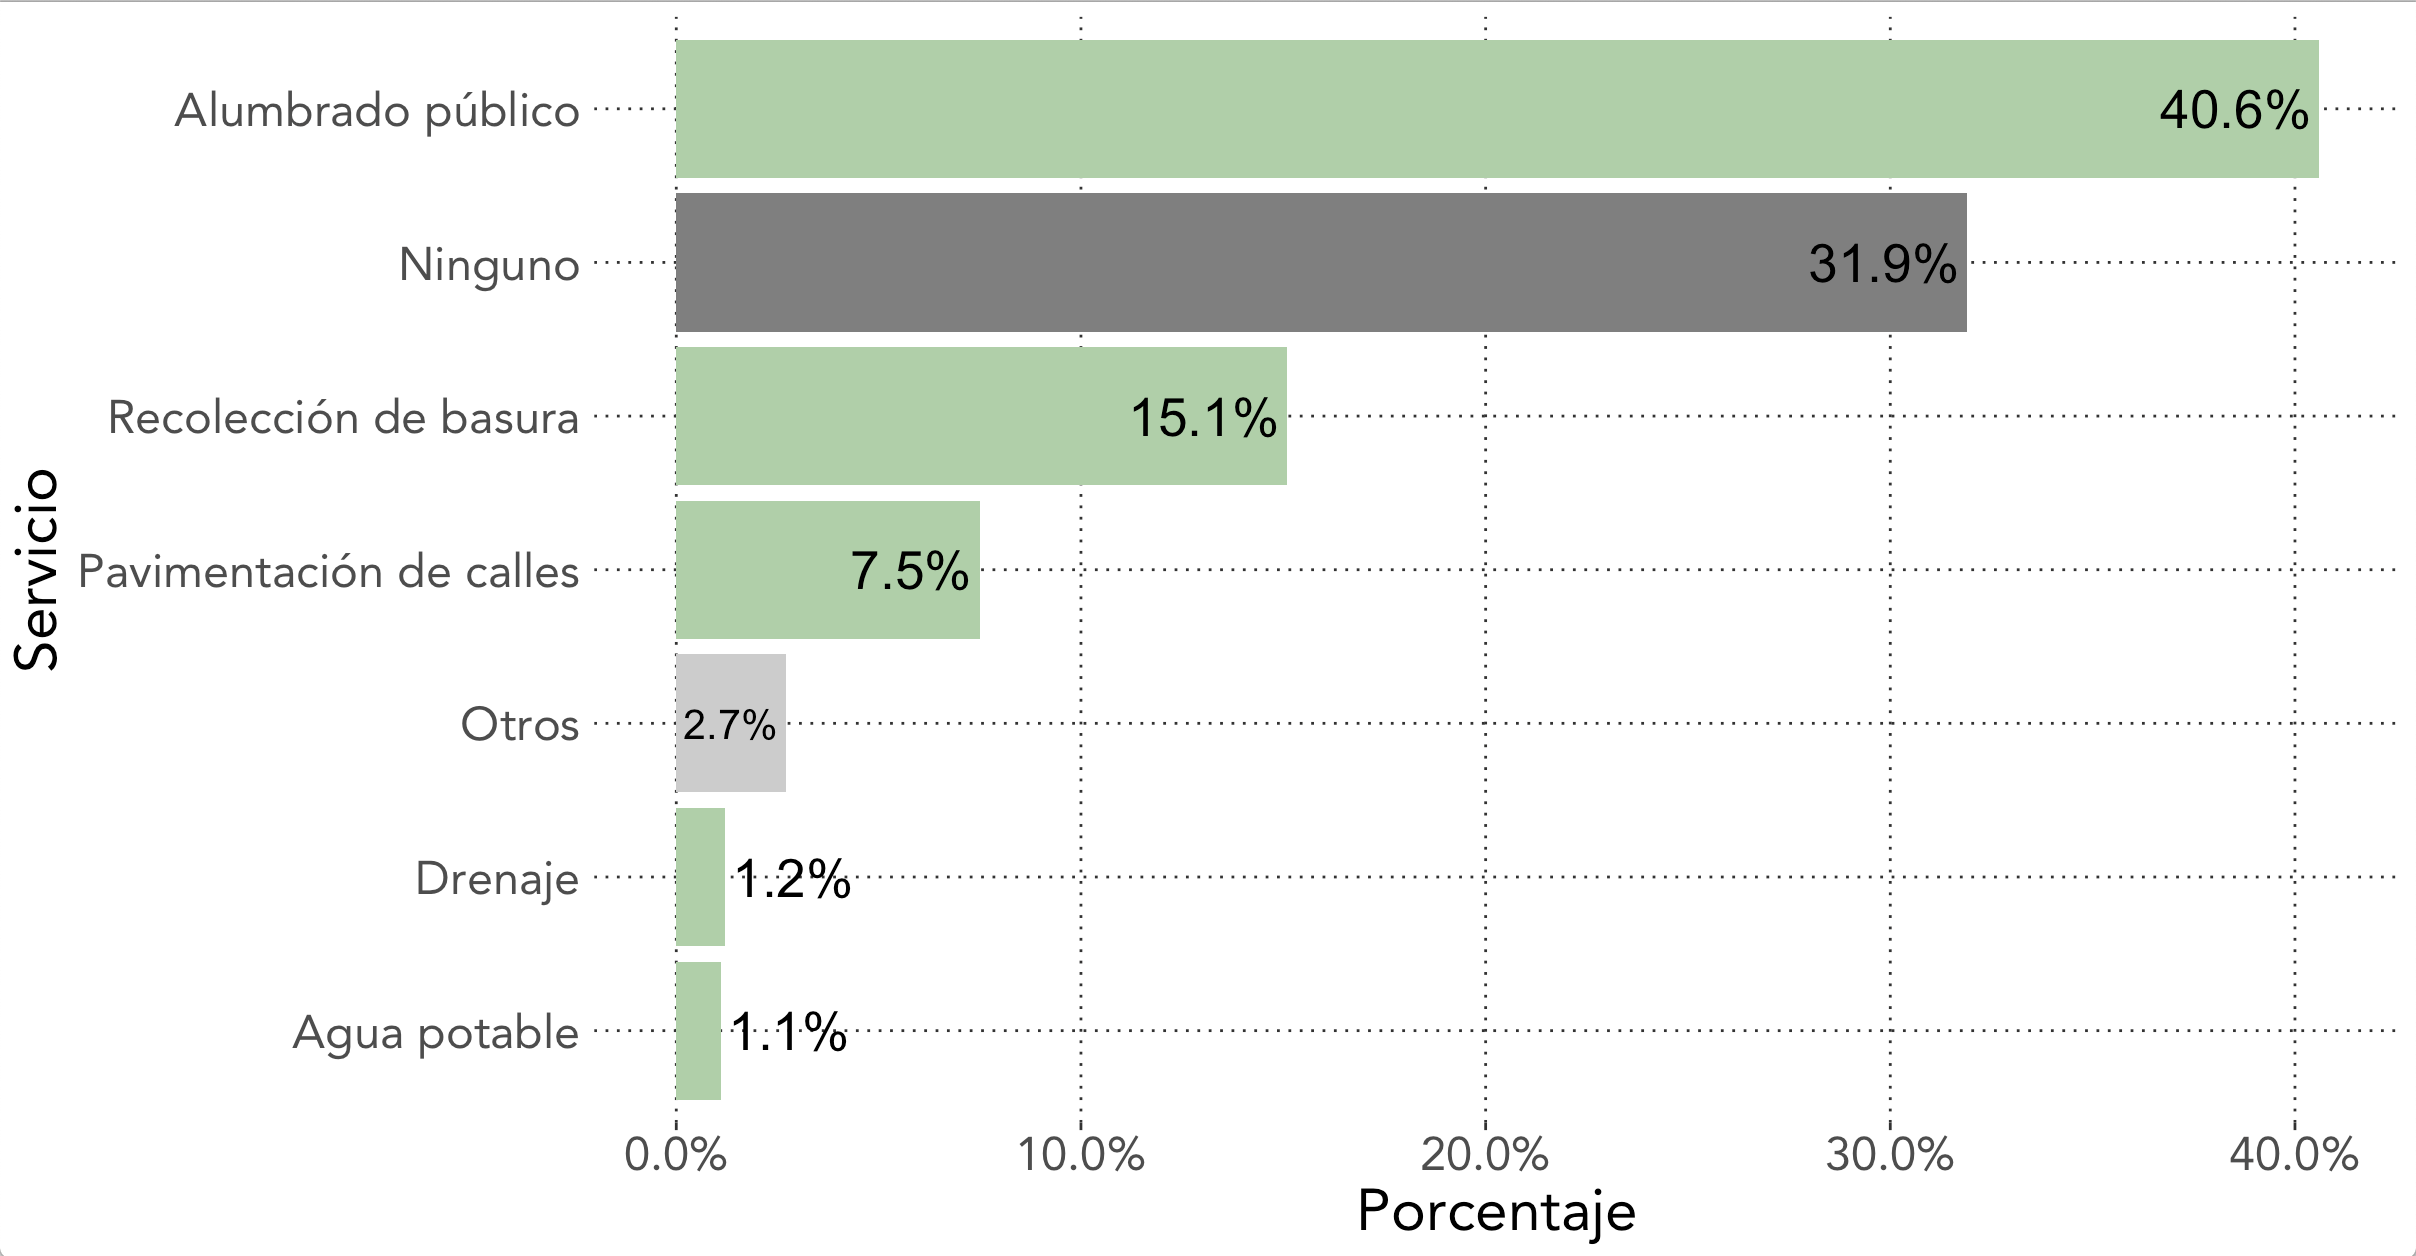 Servicio
Alumbrado público 40.6%
Ninguno 31.9%
Recolección de basura 15.1%
Pavimentación de calles 7.5%
Otros 2.7%
Drenaje 1.2%
Agua potable 1.1%
0.0% 10.0% 20.0% 30.0% 40.0%
Porcentaje